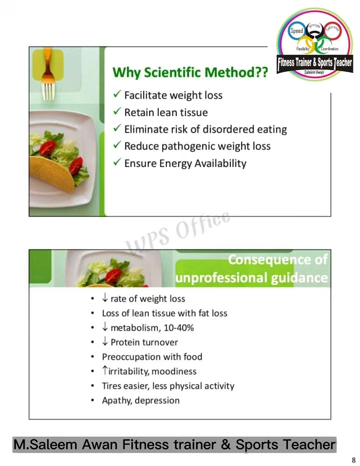 Speed
Flexibility
Coordination
Fitness Trainer & Sports Teacher
Saleem Awan
Why Scientific Method??
✓ Facilitate weight loss
✓ Retain lean tissue
✓ Eliminate risk of disordered eating
✓ Reduce pathogenic weight loss
✓ Ensure Energy Availability
WPS Office
Consequence of
unprofessional guidance
• ↓ rate of weight loss
• Loss of lean tissue with fat loss
• ↓ metabolism, 10-40%
• ↓ Protein turnover
• Preoccupation with food
• ↑irritability, moodiness
• Tires easier, less physical activity
• Apathy, depression
M.Saleem Awan Fitness trainer & Sports Teacher
8